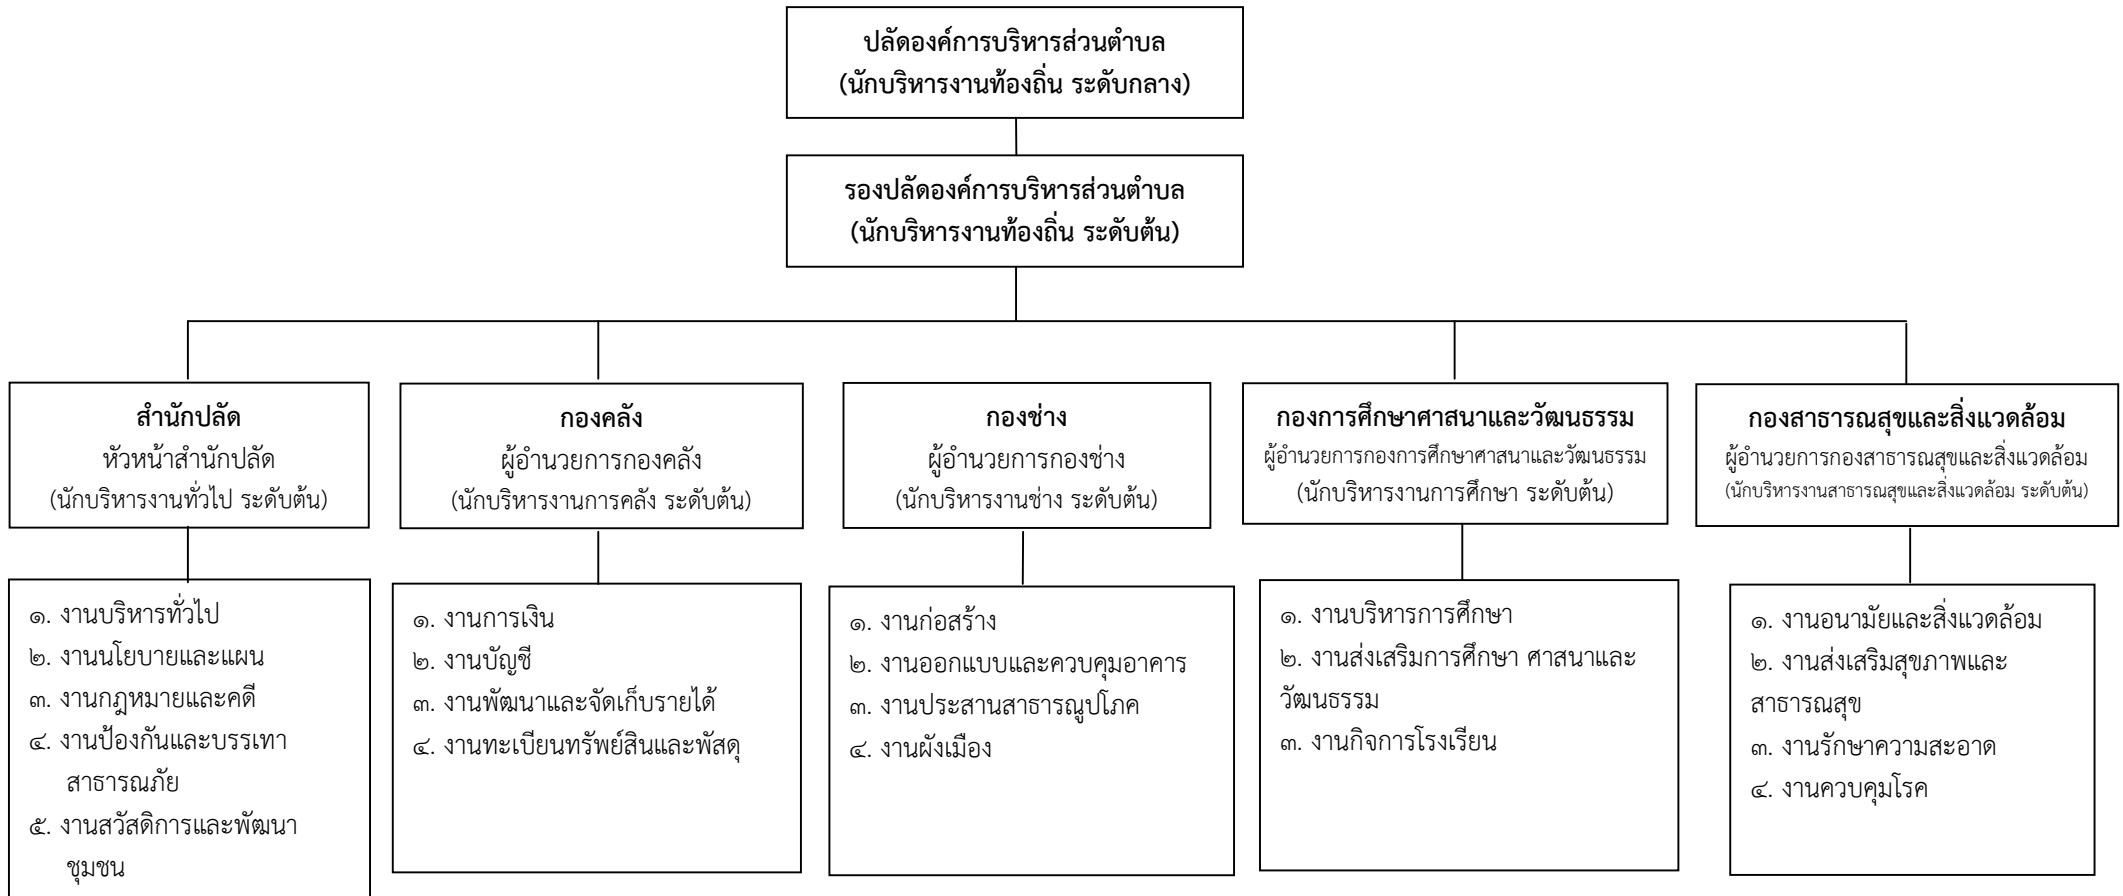 ปลัดองค์การบริหารส่วนตำบล
(นักบริหารงานท้องถิ่น ระดับกลาง)
รองปลัดองค์การบริหารส่วนตำบล
(นักบริหารงานท้องถิ่น ระดับต้น)
สำนักปลัด
หัวหน้าสำนักปลัด
(นักบริหารงานทั่วไป ระดับต้น)
กองคลัง
ผู้อำนวยการกองคลัง
(นักบริหารงานการคลัง ระดับต้น)
กองช่าง
ผู้อำนวยการกองช่าง
(นักบริหารงานช่าง ระดับต้น)
กองการศึกษาศาสนาและวัฒนธรรม
ผู้อำนวยการกองการศึกษาศาสนาและวัฒนธรรม
(นักบริหารงานการศึกษา ระดับต้น)
กองสาธารณสุขและสิ่งแวดล้อม
ผู้อำนวยการกองสาธารณสุขและสิ่งแวดล้อม
(นักบริหารงานสาธารณสุขและสิ่งแวดล้อม ระดับต้น)
๑. งานบริหารทั่วไป
๒. งานนโยบายและแผน
๓. งานกฎหมายและคดี
๔. งานป้องกันและบรรเทา
สาธารณภัย
๕. งานสวัสดิการและพัฒนา
ชุมชน
๑. งานการเงิน
๒. งานบัญชี
๓. งานพัฒนาและจัดเก็บรายได้
๔. งานทะเบียนทรัพย์สินและพัสดุ
๑. งานก่อสร้าง
๒. งานออกแบบและควบคุมอาคาร
๓. งานประสานสาธารณูปโภค
๔. งานผังเมือง
๑. งานบริหารการศึกษา
๒. งานส่งเสริมการศึกษา ศาสนาและ
วัฒนธรรม
๓. งานกิจการโรงเรียน
๑. งานอนามัยและสิ่งแวดล้อม
๒. งานส่งเสริมสุขภาพและ
สาธารณสุข
๓. งานรักษาความสะอาด
๔. งานควบคุมโรค